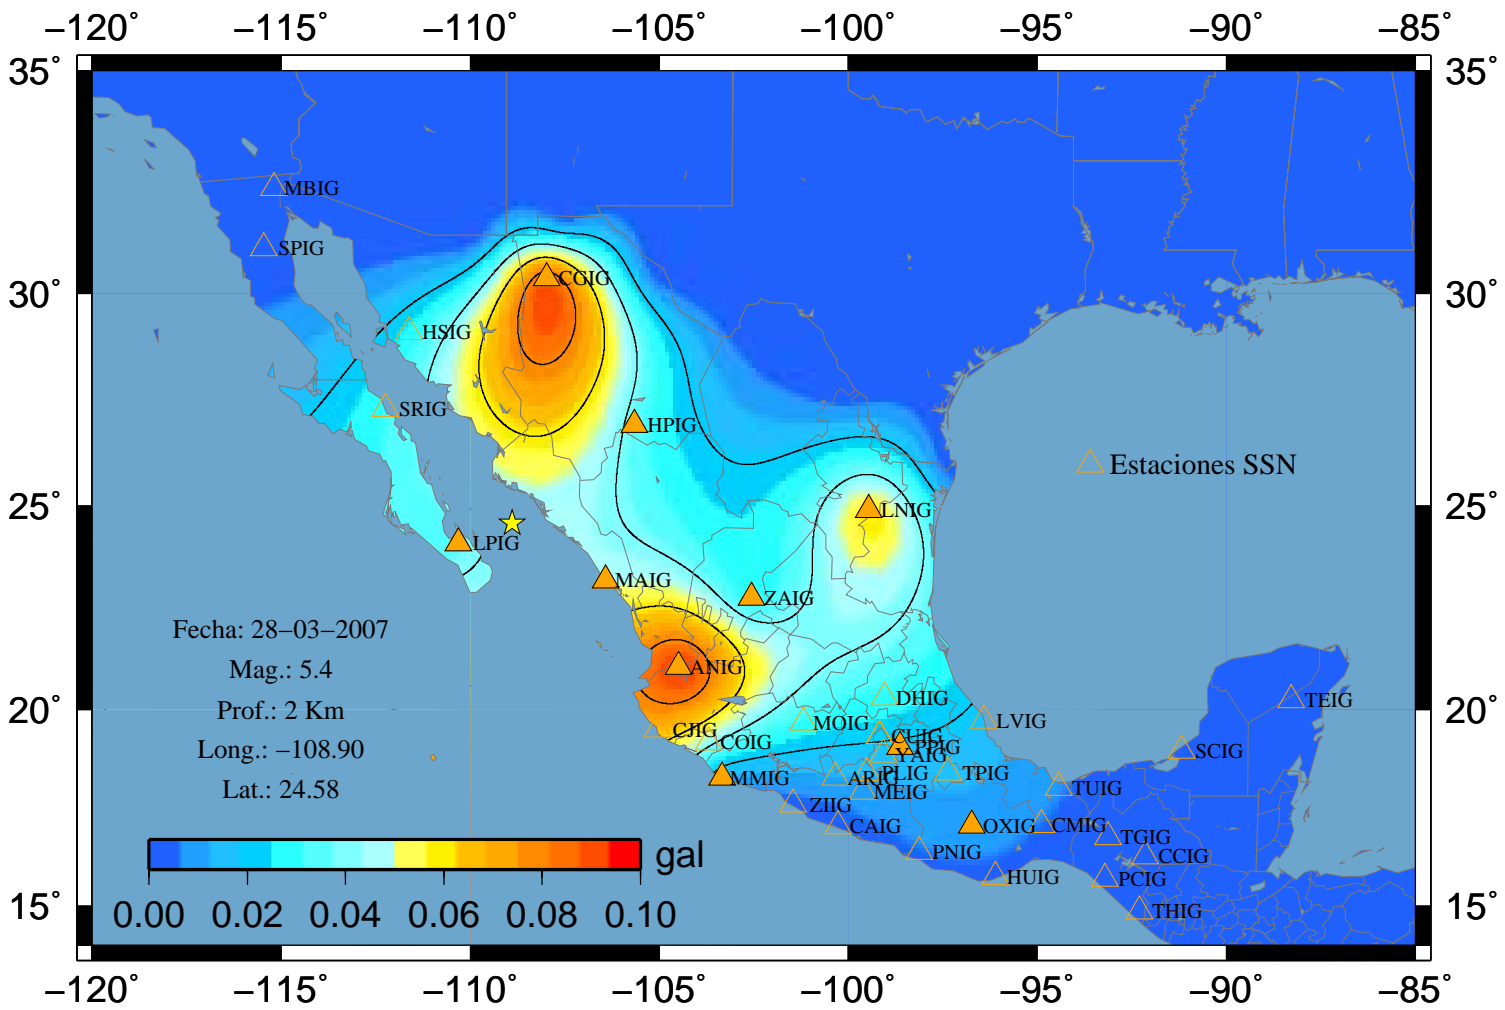 −120˚ −115˚ −110˚ −105˚ −100˚ −95˚ −90˚ −85˚
35˚ 35˚
MBIG
SPIG
CGIG
30˚ 30˚
HSIG
SRIG
HPIG
Estaciones SSN
25˚ LNIG 25˚
LPIG
MAIG
ZAIG
Fecha: 28−03−2007
Mag.: 5.4
ANIG
DHIG
TEIG
20˚ Prof.: 2 Km 20˚
MOIG LVIG
CJIG
CUIG
COIG PPIG
Long.: −108.90
SCIG
YAIG
PLIG TPIG
MMIG ARIG
Lat.: 24.58
MEIG TUIG
ZIIG
CAIG OXIG CMIG
TGIG
PNIG
CCIG
gal
HUIG PCIG
15˚ THIG 15˚
0.00 0.02 0.04 0.06 0.08 0.10
−120˚ −115˚ −110˚ −105˚ −100˚ −95˚ −90˚ −85˚